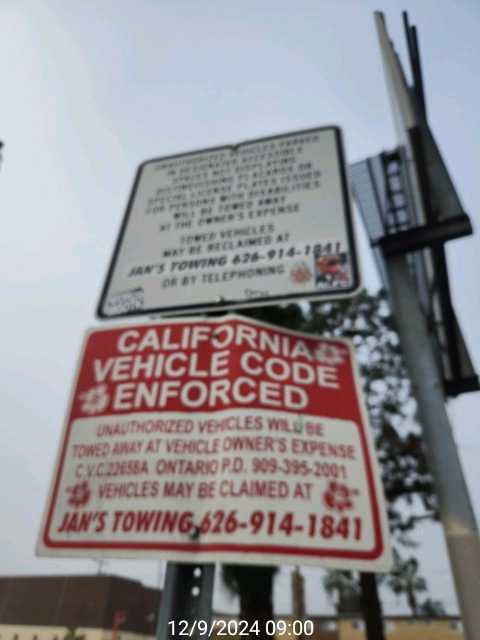 UNAUTHORIZED VEHICLES PARKED
IN DESIGNATED ACCESSIBLE
SPACES NOT DISPLAYING
DISTINGUISHING PLACARDS OR
SPECIAL LICENSE PLATES ISSUED
FOR PERSONS WITH DISABILITIES
WILL BE TOWED AWAY
AT THE OWNER'S EXPENSE
TOWED VEHICLES
MAY BE RECLAIMED AT
JAN'S TOWING 626-914-1841
OR BY TELEPHONING
CALIFORNIA
VEHICLE CODE
ENFORCED
UNAUTHORIZED VEHICLES WILL BE
TOWED AWAY AT VEHICLE OWNER'S EXPENSE
C.V.C.22658A ONTARIO P.D. 909-395-2001
VEHICLES MAY BE CLAIMED AT
JAN'S TOWING 626-914-1841
12/9/2024 09:00